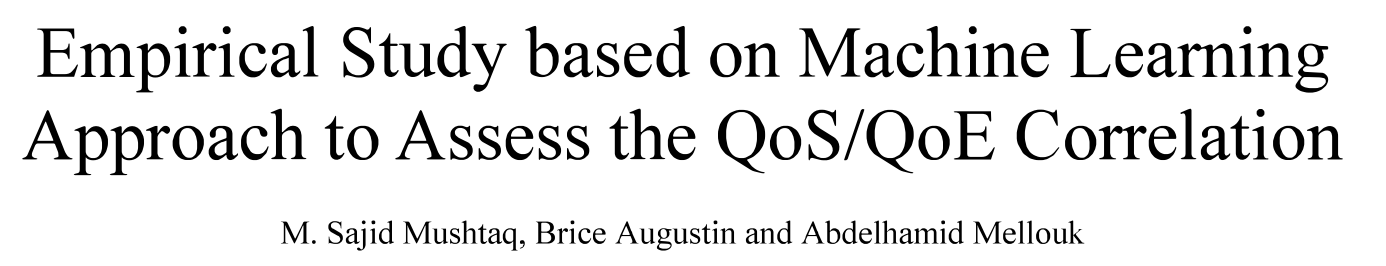 Empirical Study based on Machine Learning
Approach to Assess the QoS/QoE Correlation
M. Sajid Mushtaq, Brice Augustin and Abdelhamid Mellouk